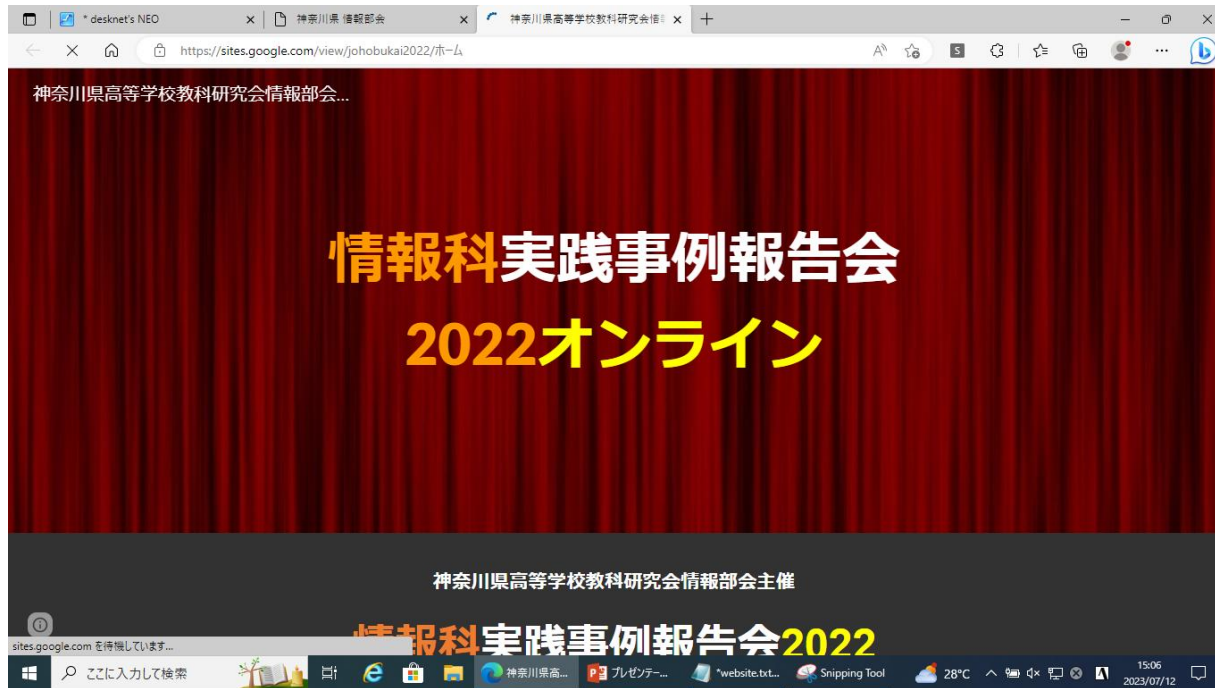 * desknet's NEO
神奈川県 情報部会
神奈川県高等学校教科研究会情
https://sites.google.com/view/johobukai2022/ホーム
神奈川県高等学校教科研究会情報部会...
情報科実践事例報告会
2022オンライン
神奈川県高等学校教科研究会情報部会主催
情報科実践事例報告会2022
sites.google.com を待機しています...
ここに入力して検索
神奈川県高...
プレゼンテー...
*website.txt...
Snipping Tool
28°C
15:06
2023/07/12